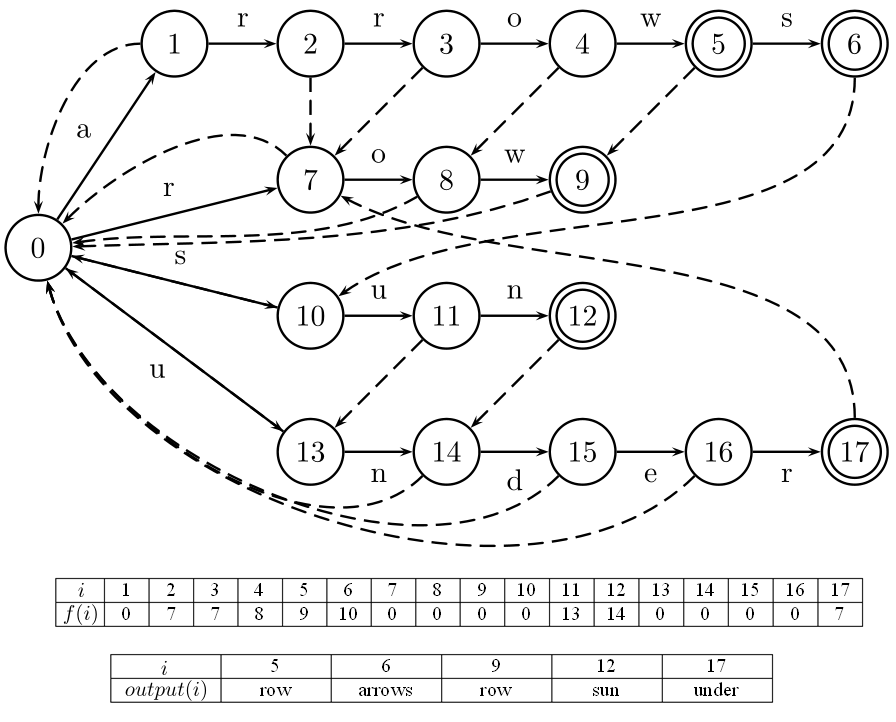 1 r 2 r 3 o 4 w 5 s 6
a
r 7 o 8 w 9
0
s
10 u 11 n 12
u
13 n 14 d 15 e 16 r 17
i 1 2 3 4 5 6 7 8 9 10 11 12 13 14 15 16 17
f(i) 0 7 7 8 9 10 0 0 0 0 13 14 0 0 0 0 7
i 5 6 9 12 17
output(i) row arrows row sun under